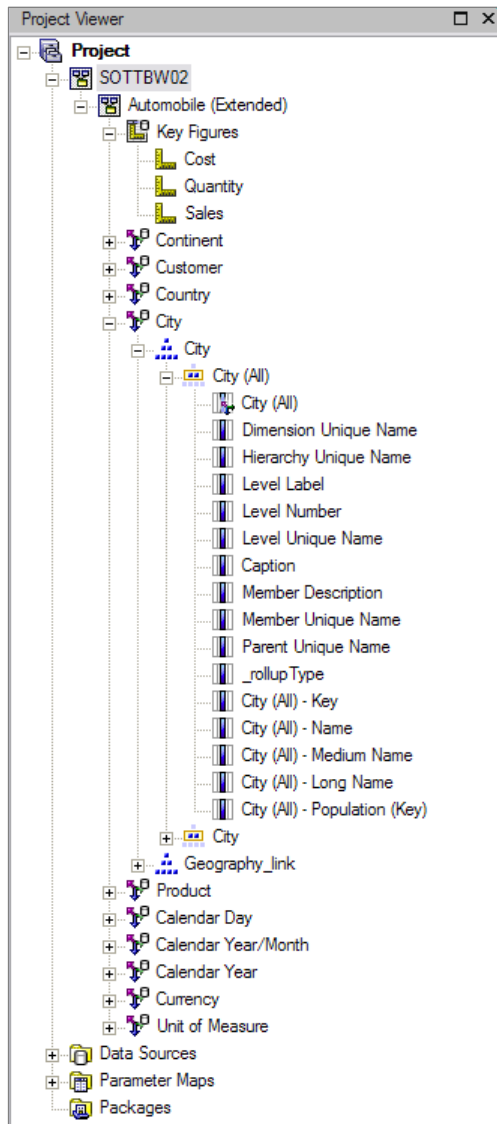 Project Viewer
Project
SOTTBW02
Automobile (Extended)
Key Figures
Cost
Quantity
Sales
Continent
Customer
Country
City
City
City (All)
City (All)
Dimension Unique Name
Hierarchy Unique Name
Level Label
Level Number
Level Unique Name
Caption
Member Description
Member Unique Name
Parent Unique Name
_rollupType
City (All) - Key
City (All) - Name
City (All) - Medium Name
City (All) - Long Name
City (All) - Population (Key)
City
Geography_link
Product
Calendar Day
Calendar Year/Month
Calendar Year
Currency
Unit of Measure
Data Sources
Parameter Maps
Packages